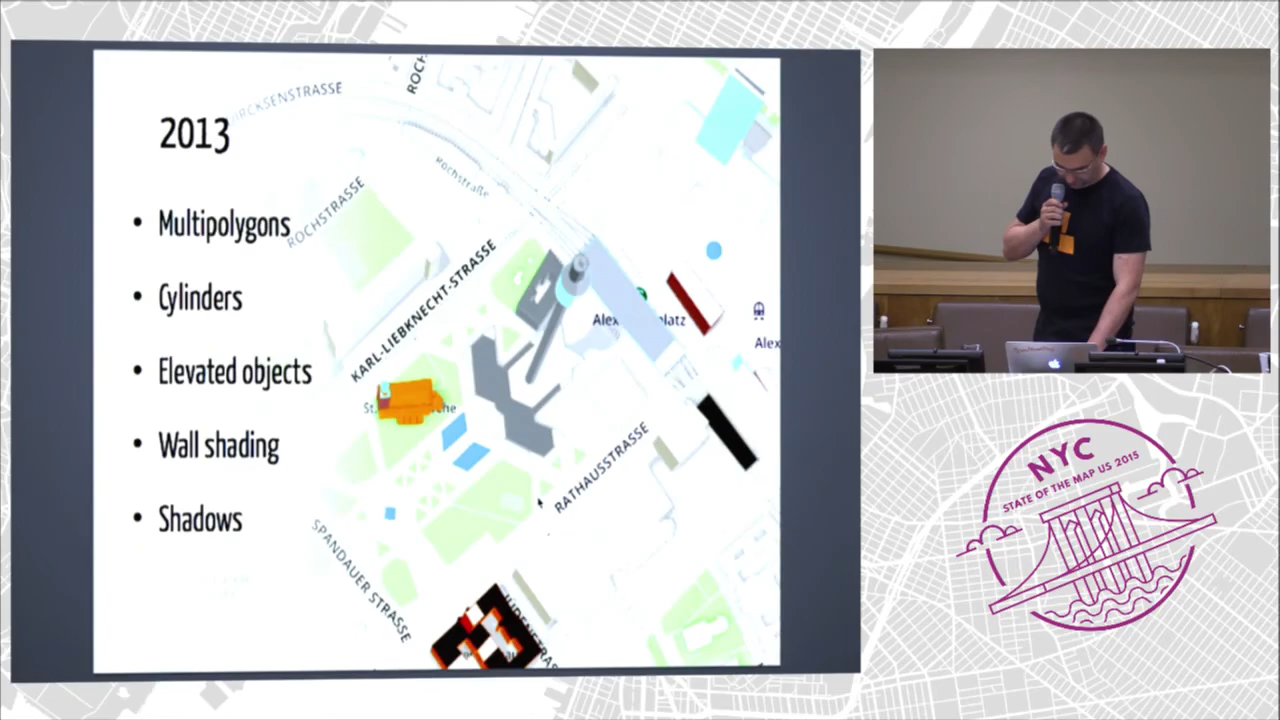 2013
• Multipolygons
• Cylinders
• Elevated objects
• Wall shading
• Shadows
ROCHSTRASSE
Rochstraße
KARL-LIEBKNECHT-STRASSE
RATHAUSSTRASSE
SPANDAUER STRASSE
NYC
STATE OF THE MAP US 2015